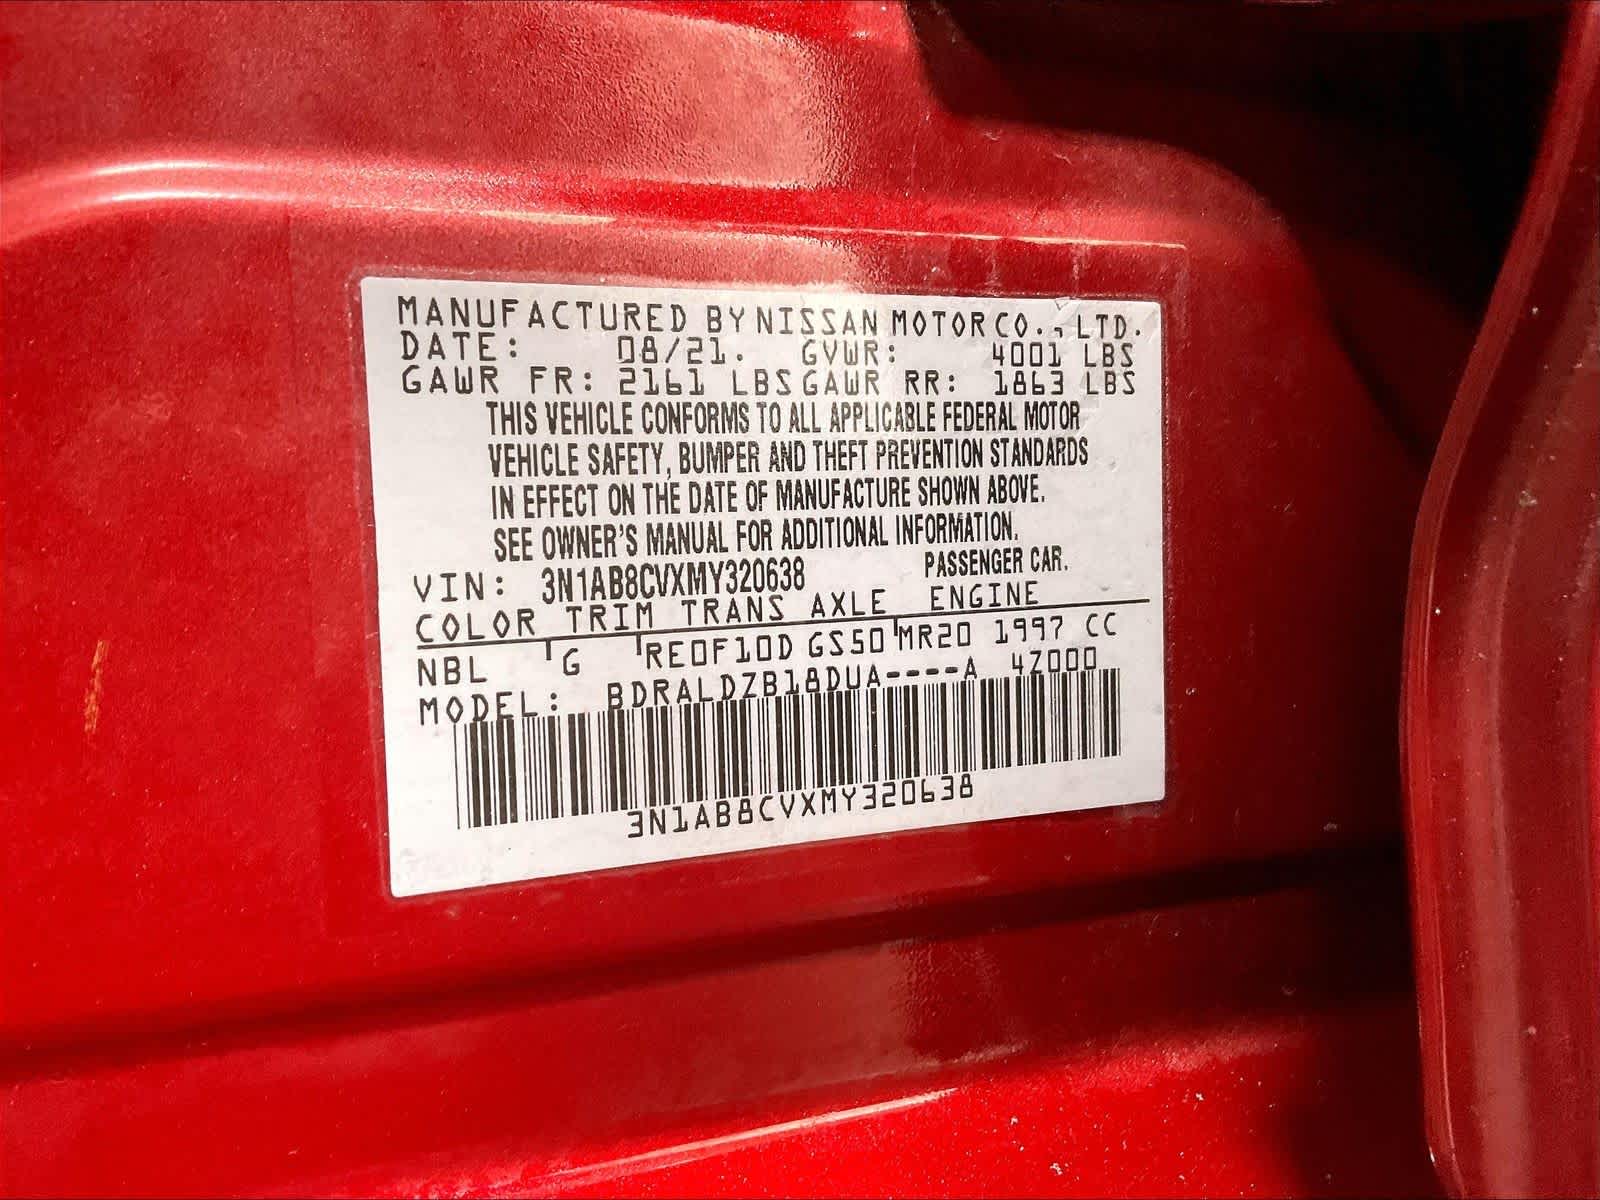 MANUFACTURED BY NISSAN MOTOR CO., LTD.
DATE: 08/21. GVWR: 4001 LBS
GAWR FR: 2161 LBS GAWR RR: 1863 LBS
THIS VEHICLE CONFORMS TO ALL APPLICABLE FEDERAL MOTOR
VEHICLE SAFETY, BUMPER AND THEFT PREVENTION STANDARDS
IN EFFECT ON THE DATE OF MANUFACTURE SHOWN ABOVE.
SEE OWNER'S MANUAL FOR ADDITIONAL INFORMATION.
VIN: 3N1AB8CVXMY320638 PASSENGER CAR.
COLOR TRIM TRANS AXLE ENGINE
NBL G RE0F10D GS50 MR20 1997 CC
MODEL: BDRALDZB18DUA----A 4Z000
3N1AB8CVXMY320638